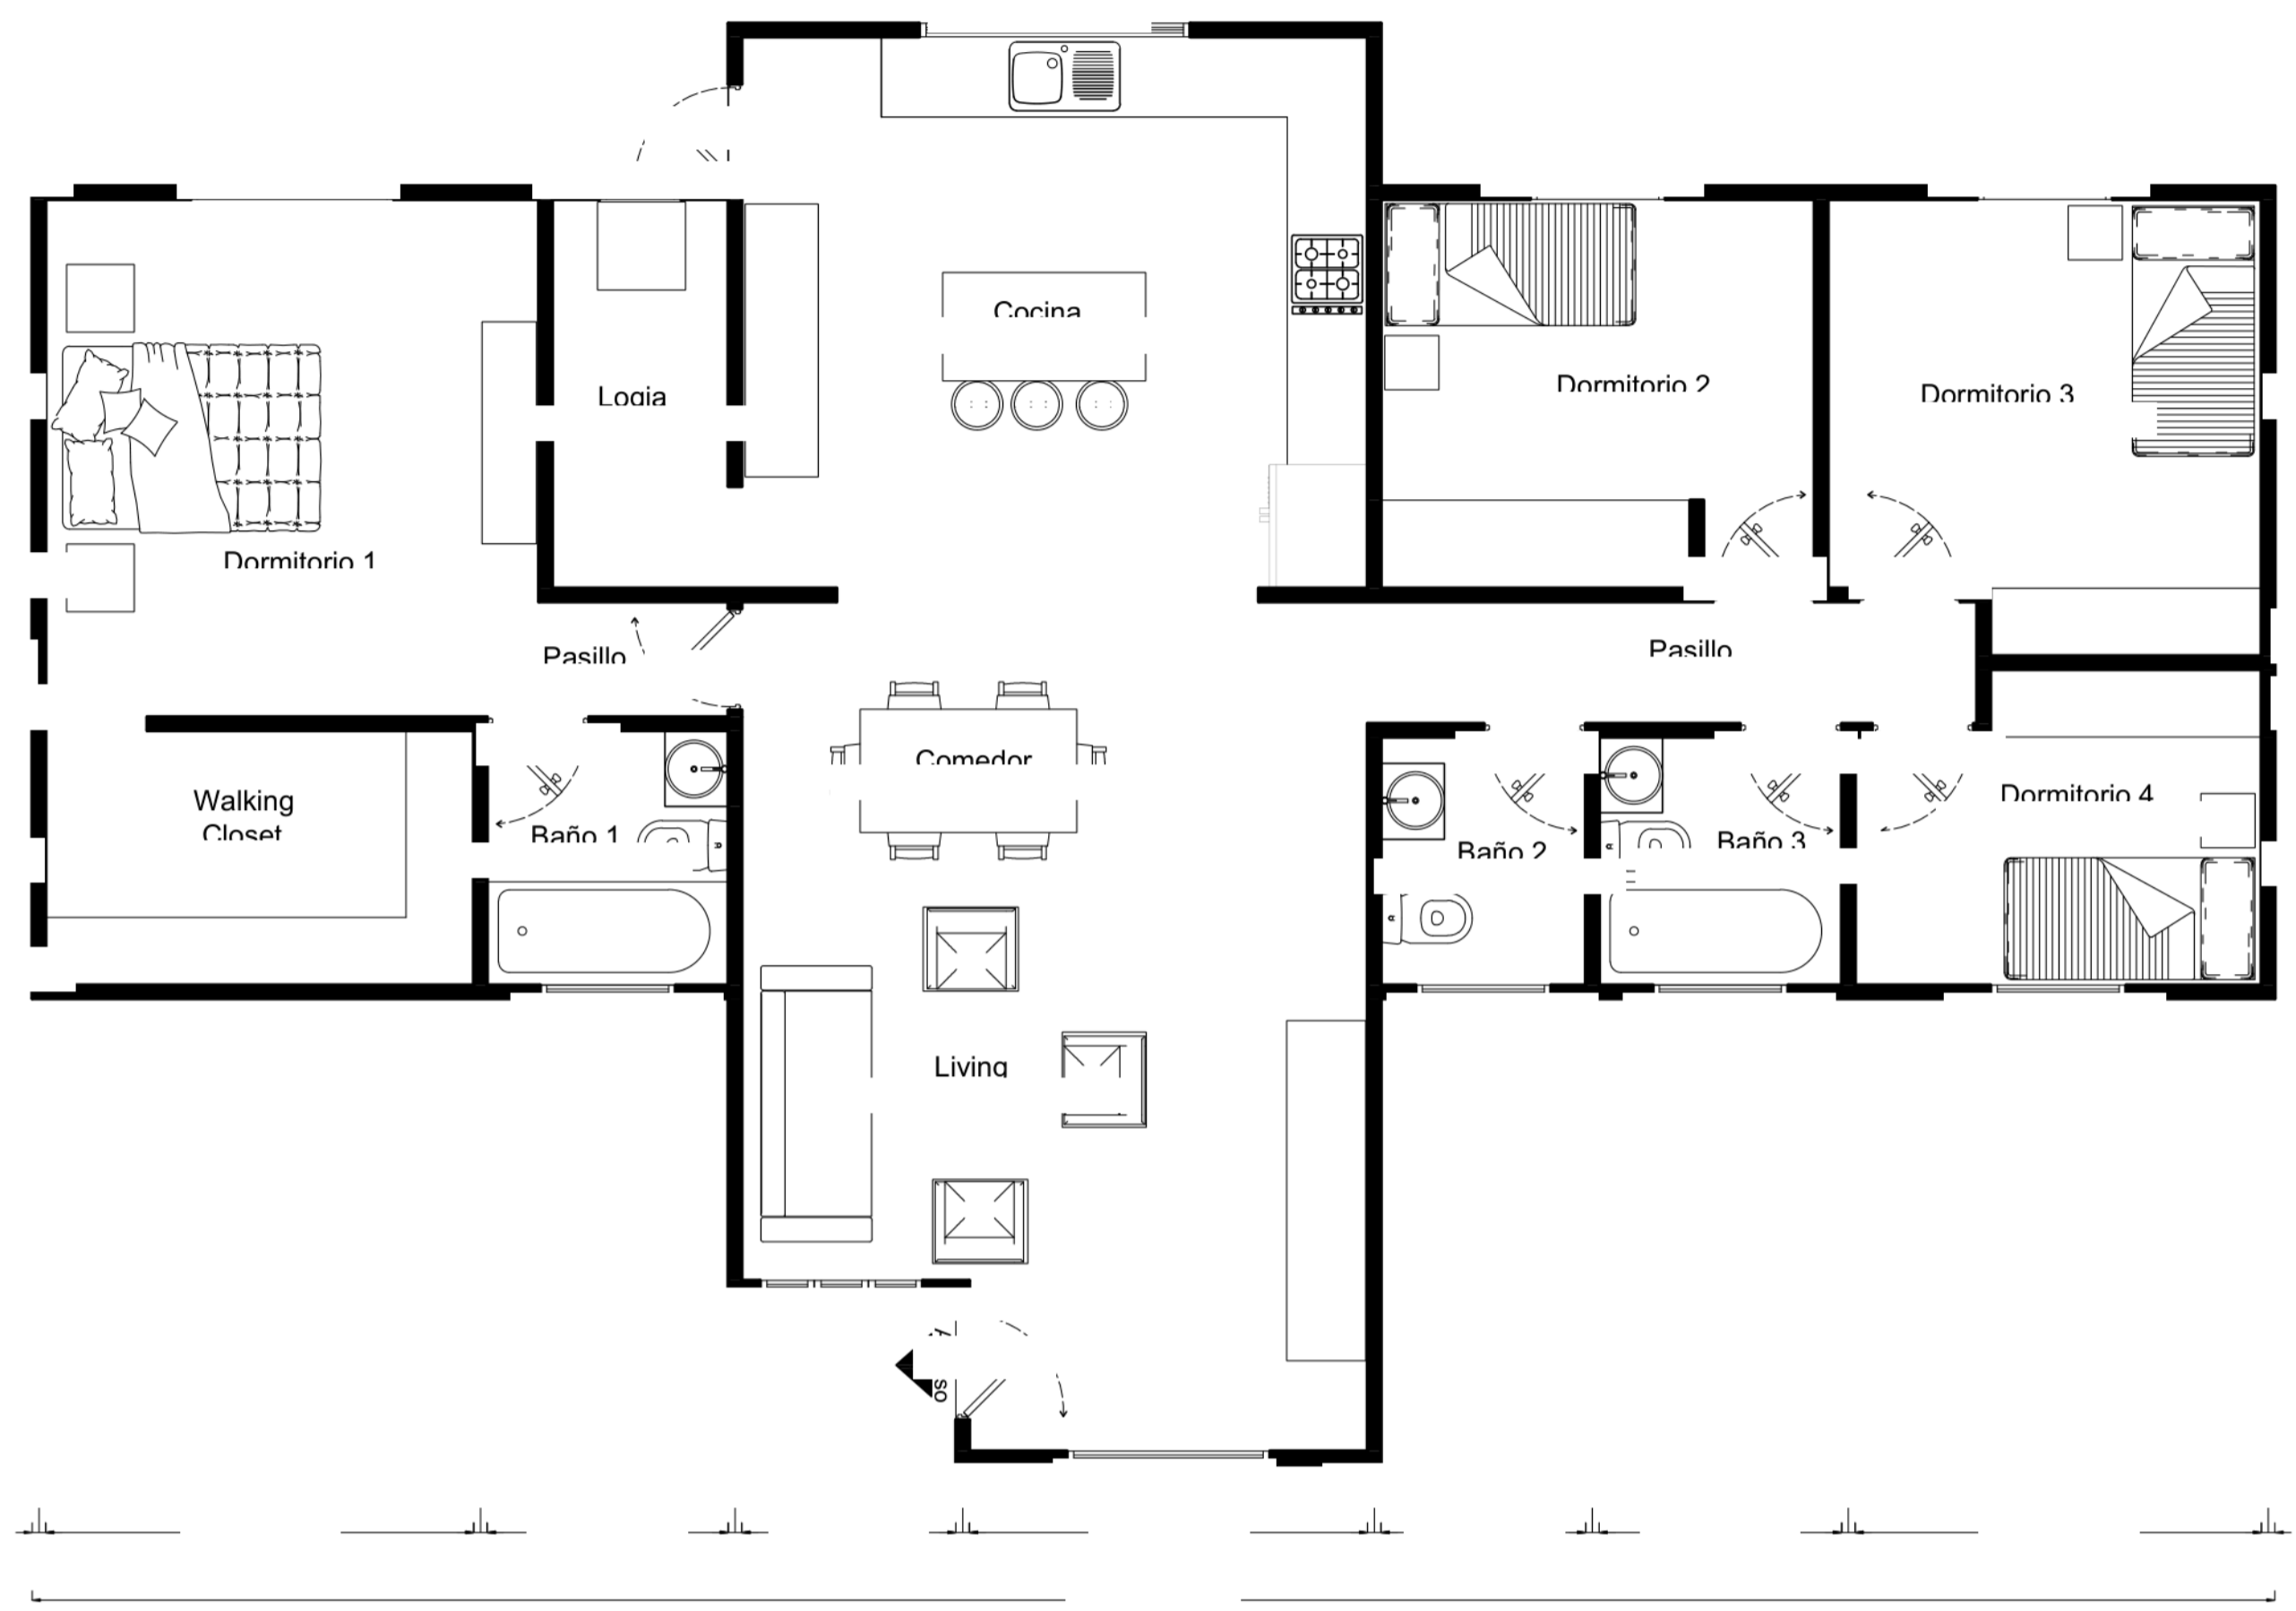 Cocina
Logia
Dormitorio 2
Dormitorio 3
Dormitorio 1
Pasillo
Pasillo
Comedor
Walking
Closet
Baño 1
Baño 2
Baño 3
Dormitorio 4
Living
so